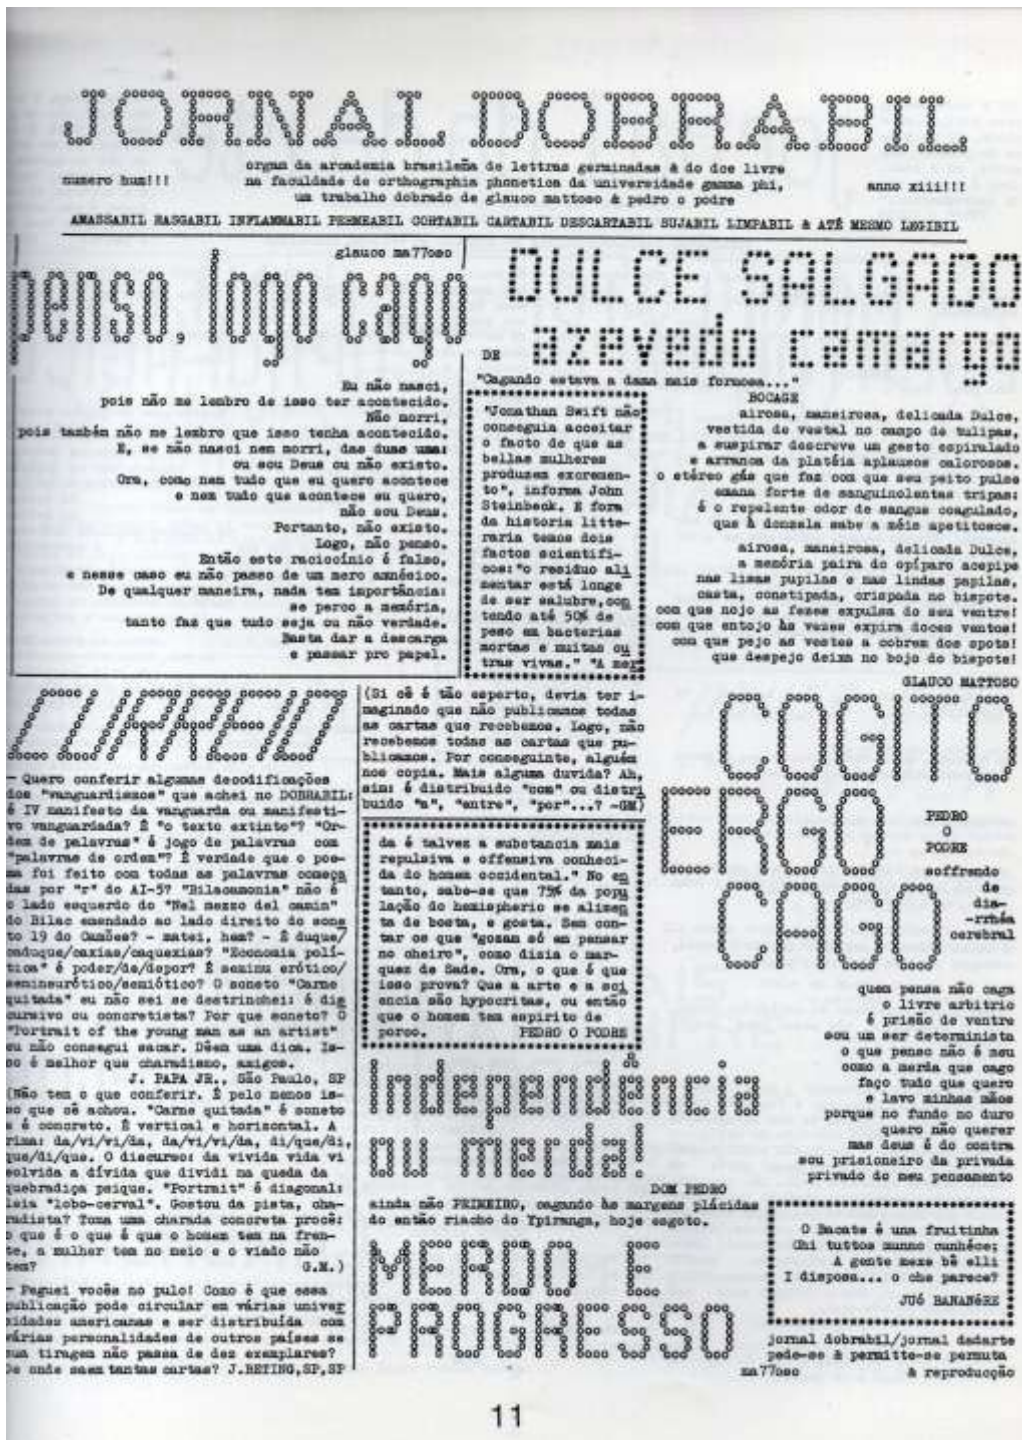 JORNAL DOBRABIL
numero hum!!!
orgam da arcademia brasileña de lettras germinadas & do doe livre
na faculdade de orthographia phonetica da universidade gamma phi,
um trabalho dobrado de glauco mattoso & pedro o podre
anno xiii!!!
AMASSABIL RASGABIL INFLAMMABIL PERMEABIL CORTABIL CARTABIL DESCARTABIL SUJABIL LIMPABIL & ATÉ MESMO LEGIBIL
glauco ma77oso
penso, logo cago
Eu não nasci,
pois não me lembro de isso ter acontecido.
Não morri,
pois também não me lembro que isso tenha acontecido.
E, se não nasci nem morri, das duas uma:
ou sou Deus ou não existo.
Ora, como nem tudo que eu quero acontece
e nem tudo que acontece eu quero,
não sou Deus.
Portanto, não existo.
Logo, não penso.
Então este raciocínio é falso,
e nesse caso eu não passo de um mero amnésico.
De qualquer maneira, nada tem importância:
se perco a memória,
tanto faz que tudo seja ou não verdade.
Basta dar a descarga
e passar pro papel.
DULCE SALGADO
DE azevedo camargo
"Cagando estava a dama mais formosa..."
BOCAGE
"Jonathan Swift não
conseguia acceitar
o facto de que as
bellas mulheres
produzem excremen-
to", informa John
Steinbeck. E fora
da historia litte-
raria temos dois
factos scientifi-
cos: "o residuo ali
mentar está longe
de ser salubre, con
tendo até 50% de
peso em bacterias
mortas e muitas ou
tras vivas." "A mer
airosa, maneirosa, delicada Dulce,
vestida de vestal no campo de tulipas,
a suspirar descreve um gesto espiralado
e arranca da platéia aplausos calorosos.
o etéreo gás que faz com que seu peito pulse
emana forte de sanguinolentas tripas:
é o repelente odor de sangue coagulado,
que à donzela sabe a méis apetitosos.
airosa, maneirosa, delicada Dulce,
a memória paira do opíparo acepipe
nas limas pupilas e nas lindas papilas,
casta, constipada, crispada no bispote.
com que nojo as fezes expulsa do seu ventre!
com que entojo às vezes expira doces ventos!
com que pejo as vestes a cobrem dos spots!
que despejo deixa no bojo do bispote!
GLAUCO MATTOSO
CURREIO
— Quero conferir algumas decodificações
dos "vanguardismos" que achei no DOBRABIL:
é IV manifesto da vanguarda ou manifesti-
vo vanguardada? É "o texto extinto"? "Or-
dem de palavras" é jogo de palavras com
"palavras de ordem"? É verdade que o poe-
ma foi feito com todas as palavras começa
das por "r" do AI-5? "Bilacamonia" não é
o lado esquerdo do "Nel mezzo del camin"
do Bilac emendado ao lado direito do sone
to 19 do Camões? - matei, hem? - É duque/
caduque/caxias/caquexias? "Economia polí-
tica" é poder/de/depor? É seminu erótico/
semineurótico/semiótico? O soneto "Carne
quitada" eu não sei se destrinchei: é dis
cursivo ou concretista? Por que soneto? O
"Portrait of the young man as an artist"
eu não consegui sacar. Dêem uma dica. Is-
so é melhor que charadismo, amigos.
J. PAPA JR., São Paulo, SP
(Não tem o que conferir. É pelo menos is-
so que cê achou. "Carne quitada" é soneto
e é concreto. É vertical e horizontal. A
rima: da/vi/vi/da, da/vi/vi/da, di/que/di,
que/di/que. O discurso: da vivida vida vi
solvida a dívida que dividi na queda da
quebradiça psique. "Portrait" é diagonal:
leia "lobo-cerval". Gostou da pista, cha-
radista? Toma uma charada concreta procê:
o que é o que é que o homem tem na fren-
te, a mulher tem no meio e o viado não
tem? G.M.)
— Peguei vocês no pulo! Como é que essa
publicação pode circular em várias univer
sidades americanas e ser distribuída com
várias personalidades de outros países se
sua tiragem não passa de dez exemplares?
De onde saem tantas cartas? J.BETING,SP,SP
(Si cê é tão esperto, devia ter i-
maginado que não publicamos todas
as cartas que recebemos. Logo, não
recebemos todas as cartas que pu-
blicamos. Por conseguinte, alguém
nos copia. Mais alguma duvida? Ah,
sim: é distribuido "com" ou distri
buido "a", "entre", "por"...? -GM)
da é talvez a substancia mais
repulsiva e offensiva conheci-
da do homem occidental." No en
tanto, sabe-se que 75% da popu
lação do hemispherio se alimen
ta de bosta, e gosta. Sem con-
tar os que "gozam só em pensar
no cheiro", como dizia o mar-
quez de Sade. Ora, o que é que
isso prova? Que a arte e a sci
encia são hypocritas, ou então
que o homem tem espirito de
porco. PEDRO O PODRE
COGITO
ERGO
CAGO
PEDRO
O
PODRE
soffrendo
de
dia-
-rrhéa
cerebral
quem pensa não caga
o livre arbitrio
é prisão de ventre
sou um ser determinista
o que penso não é meu
como a merda que cago
faço tudo que quero
e lavo minhas mãos
porque no fundo no duro
quero não querer
mas deus é do contra
sou prisioneiro da privada
privado do meu pensamento
independência
ou merda!
DOM PEDRO
ainda não PRIMEIRO, cagando às margens plácidas
do então riacho do Ypiranga, hoje esgoto.
MERDO E
PROGRESSO
ma77oso
O Bacate é una fruttinha
Chi tuttos munno cunhéce;
A gente mexe bê elli
I disposa... o che parece?
JUó BANANéRE
jornal dobrabil/jornal dadarte
pede-se & permitte-se permuta
& reproducção
11